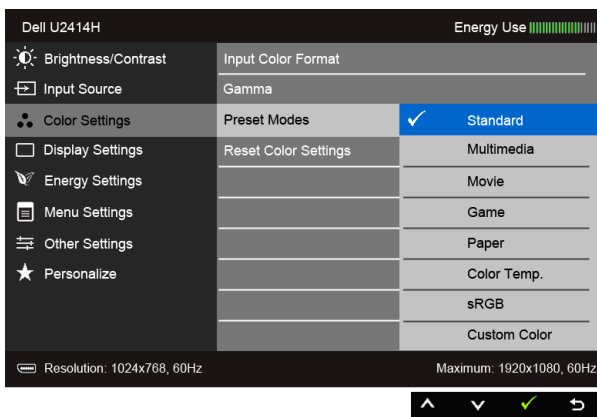 Dell U2414H Energy Use
Brightness/Contrast Input Color Format
Input Source Gamma
Color Settings Preset Modes Standard
Display Settings Reset Color Settings Multimedia
Energy Settings Movie
Menu Settings Game
Other Settings Paper
Personalize Color Temp.
sRGB
Custom Color
Resolution: 1024x768, 60Hz Maximum: 1920x1080, 60Hz